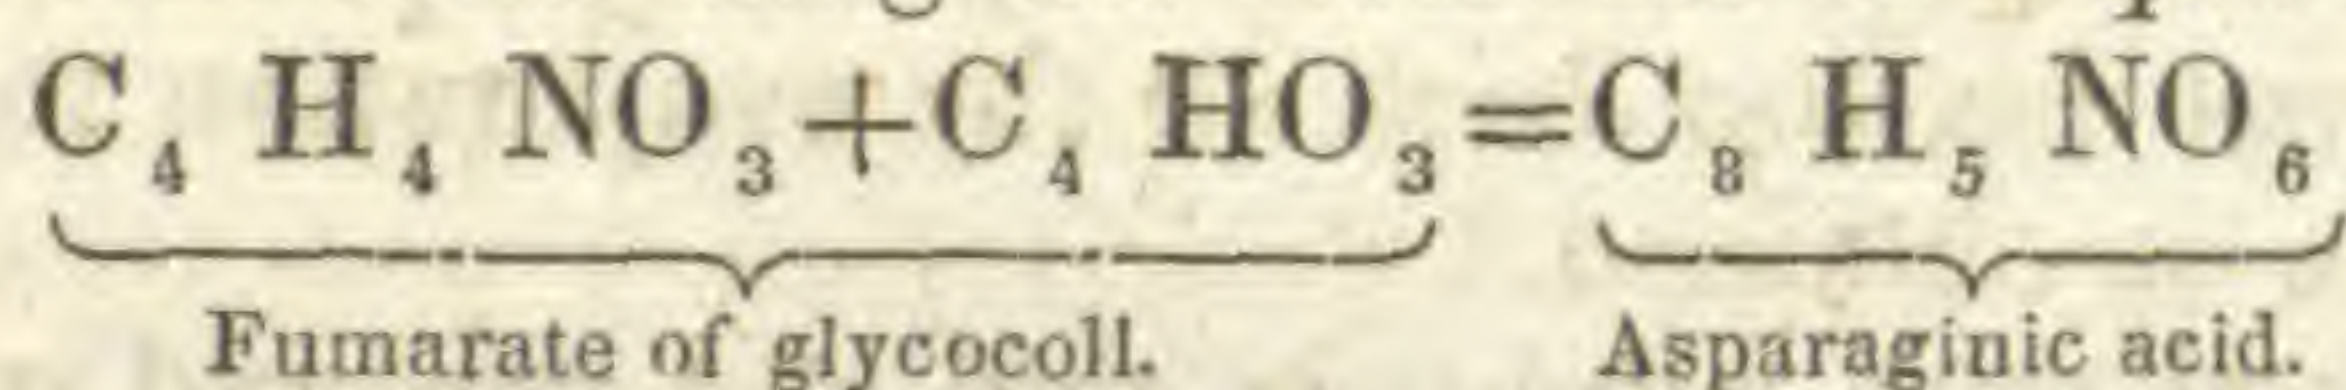 C₄ H₄ NO₃+C₄ HO₃=C₈ H₅ NO₆
Fumarate of glycocoll. Asparaginic acid.